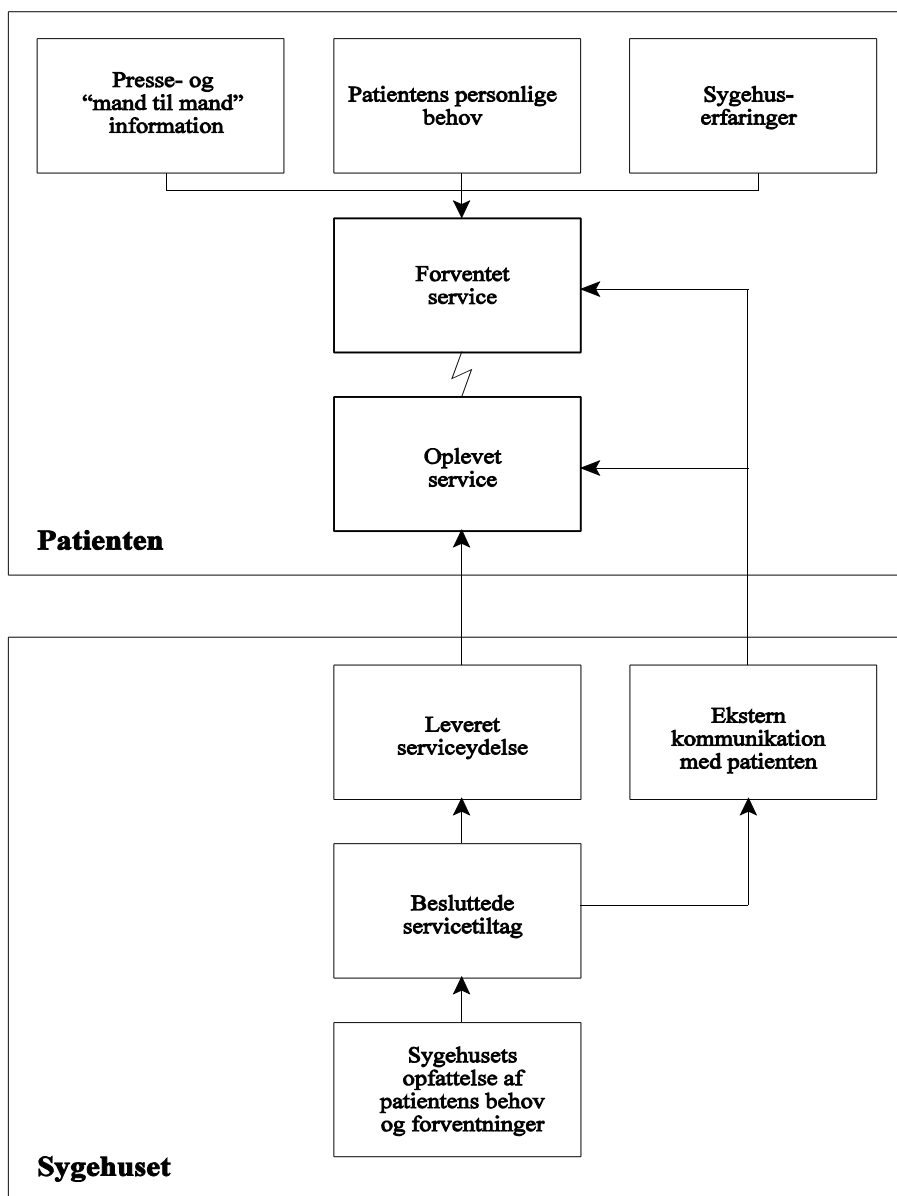 Presse- og
“mand til mand”
information
Patientens personlige
behov
Sygehus-
erfaringer
Forventet
service
Oplevet
service
Patienten
Leveret
serviceydelse
Ekstern
kommunikation
med patienten
Besluttede
servicetiltag
Sygehusets
opfattelse af
patientens behov
og forventninger
Sygehuset